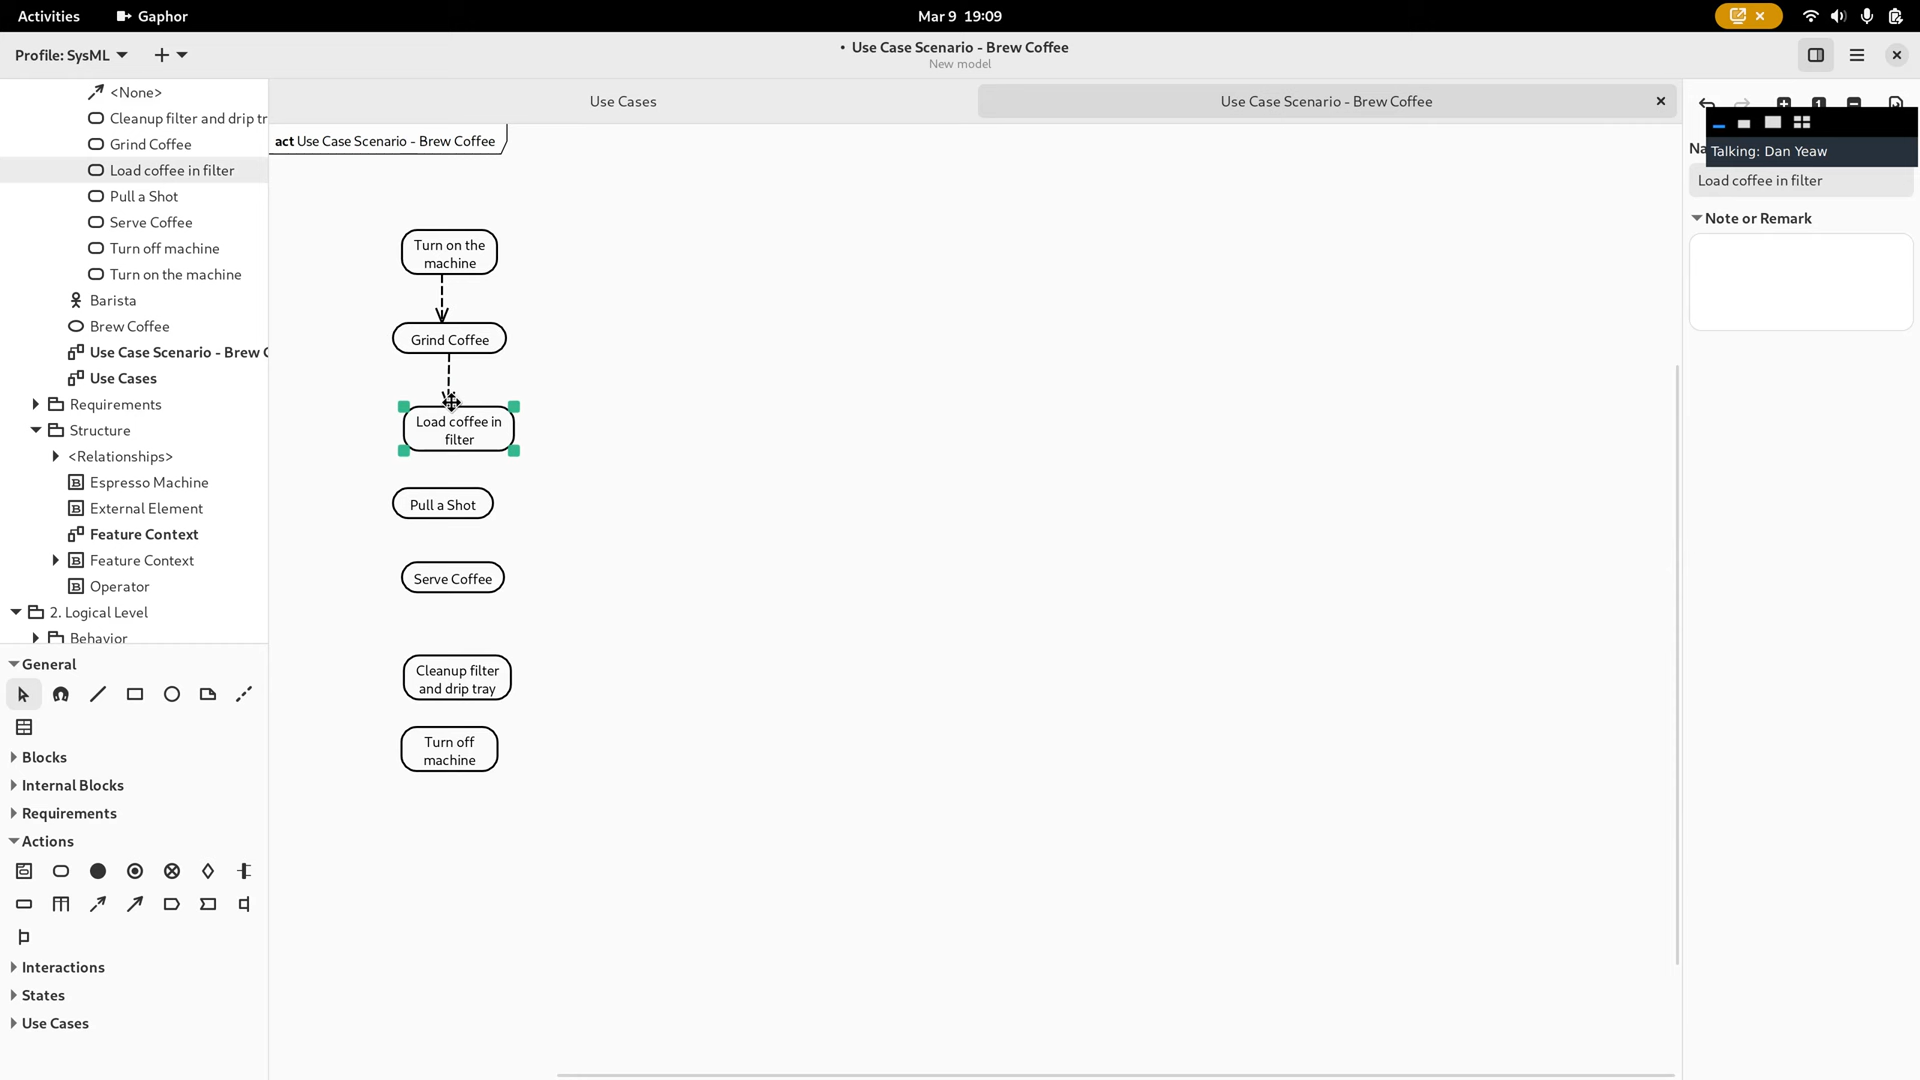 Activities
Gaphor
Mar 9 19:09
Profile: SysML
• Use Case Scenario - Brew Coffee
New model
<None>
Cleanup filter and drip tr
Grind Coffee
Load coffee in filter
Pull a Shot
Serve Coffee
Turn off machine
Turn on the machine
Barista
Brew Coffee
Use Case Scenario - Brew C
Use Cases
Requirements
Structure
<Relationships>
Espresso Machine
External Element
Feature Context
Feature Context
Operator
2. Logical Level
Behavior
General
Blocks
Internal Blocks
Requirements
Actions
Interactions
States
Use Cases
Use Cases
Use Case Scenario - Brew Coffee
act Use Case Scenario - Brew Coffee
Turn on the
machine
Grind Coffee
Load coffee in
filter
Pull a Shot
Serve Coffee
Cleanup filter
and drip tray
Turn off
machine
Talking: Dan Yeaw
Na
Load coffee in filter
Note or Remark